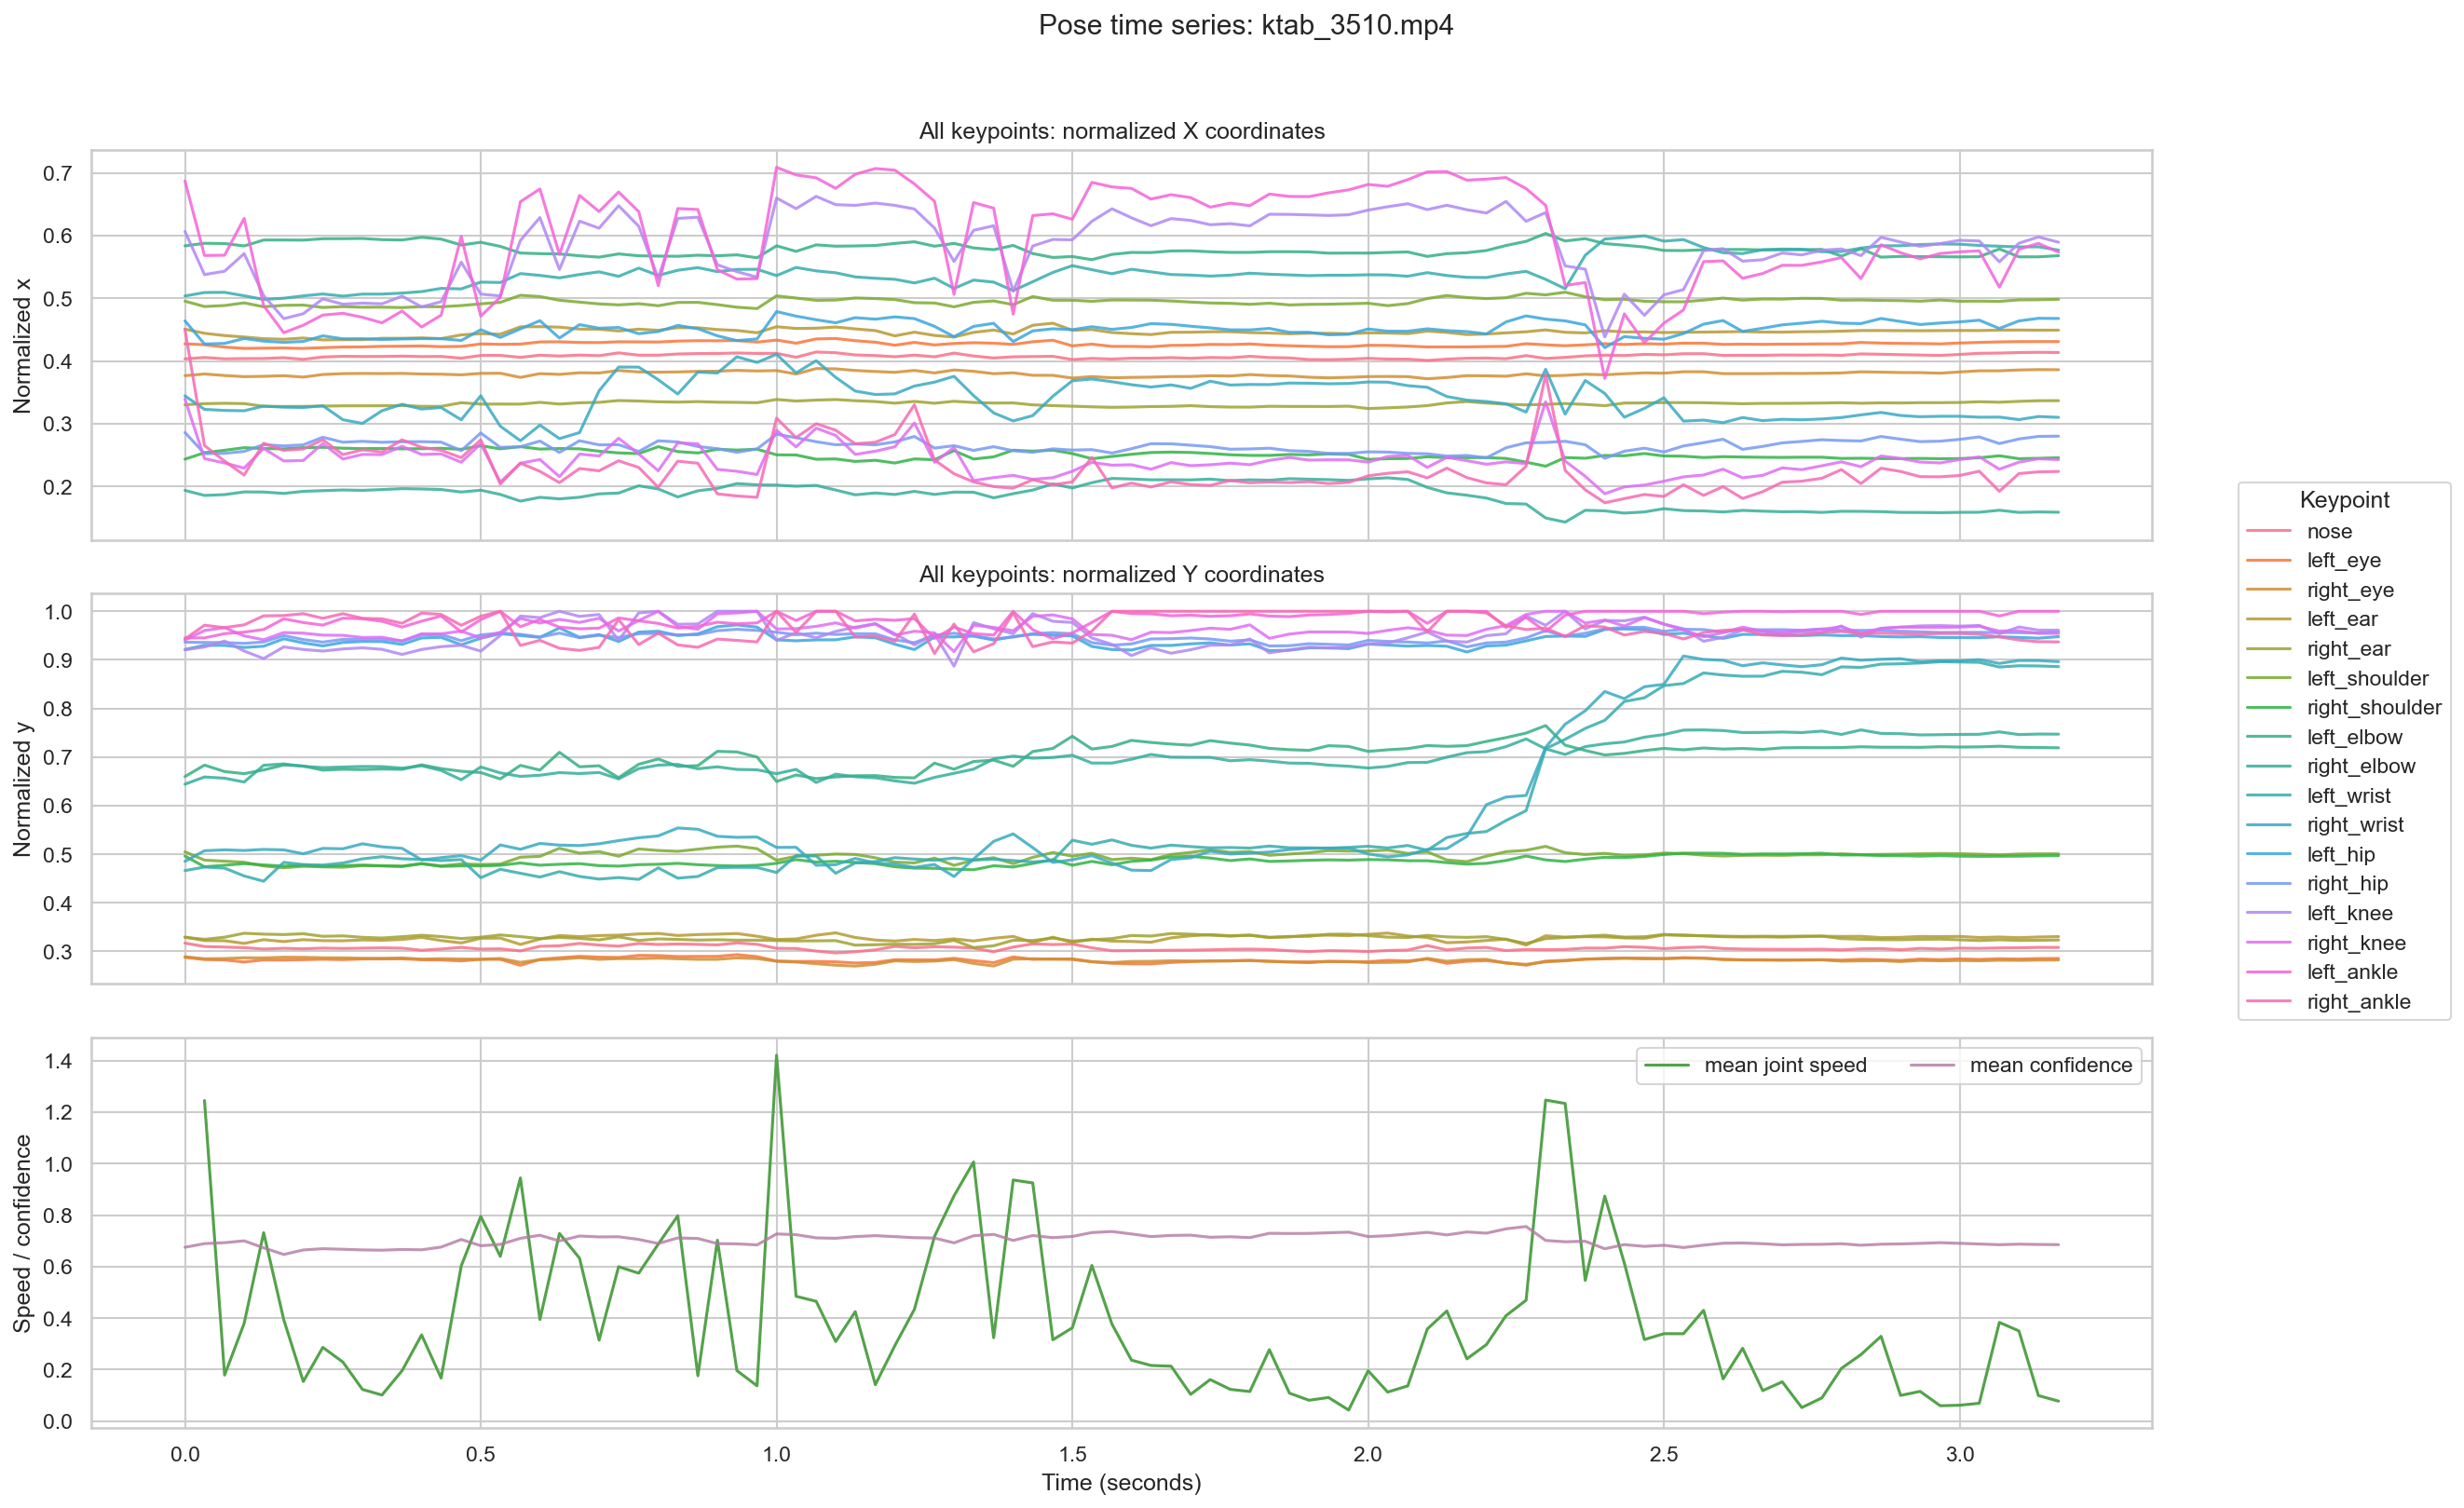 Pose time series: ktab_3510.mp4
All keypoints: normalized X coordinates
Normalized x
0.7
0.6
0.5
0.4
0.3
0.2
All keypoints: normalized Y coordinates
Normalized y
1.0
0.9
0.8
0.7
0.6
0.5
0.4
0.3
Keypoint
nose
left_eye
right_eye
left_ear
right_ear
left_shoulder
right_shoulder
left_elbow
right_elbow
left_wrist
right_wrist
left_hip
right_hip
left_knee
right_knee
left_ankle
right_ankle
Speed / confidence
1.4
1.2
1.0
0.8
0.6
0.4
0.2
0.0
mean joint speed
mean confidence
0.0 0.5 1.0 1.5 2.0 2.5 3.0
Time (seconds)